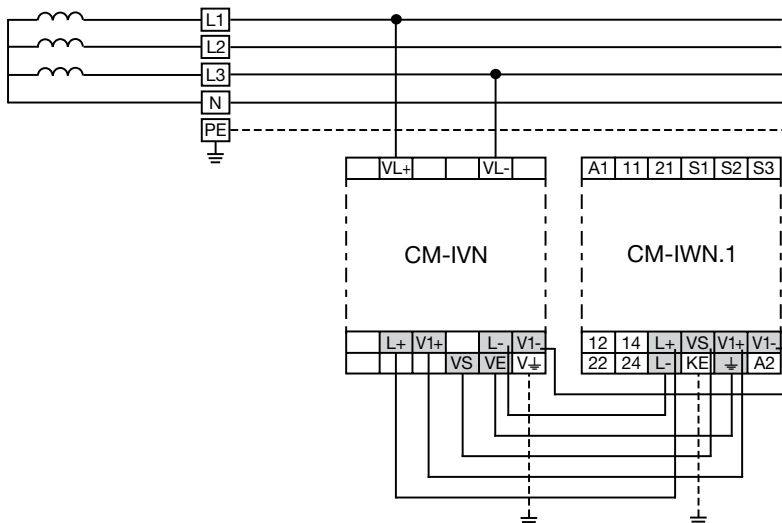 L1
L2
L3
N
PE
VL+ VL-
A1 11 21 S1 S2 S3
CM-IVN
CM-IWN.1
L+ V1+ L- V1-
VS VE V⏚
12 14 L+ VS V1+ V1-
22 24 L- KE ⏚ A2